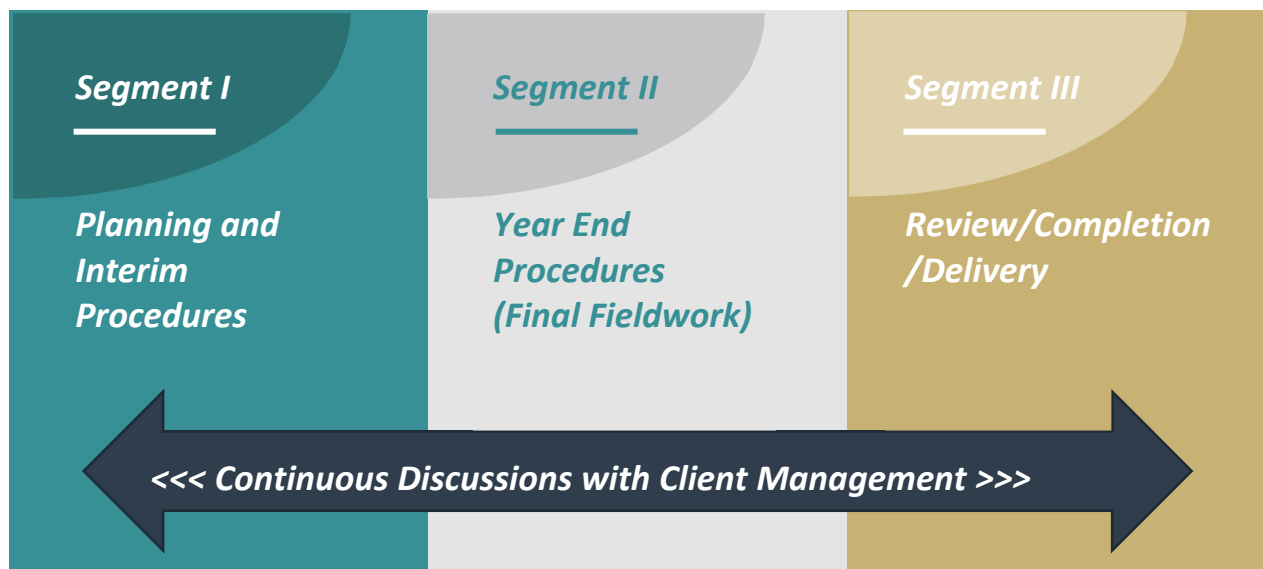 Segment I
Planning and
Interim
Procedures
Segment II
Year End
Procedures
(Final Fieldwork)
Segment III
Review/Completion
/Delivery
<<< Continuous Discussions with Client Management >>>